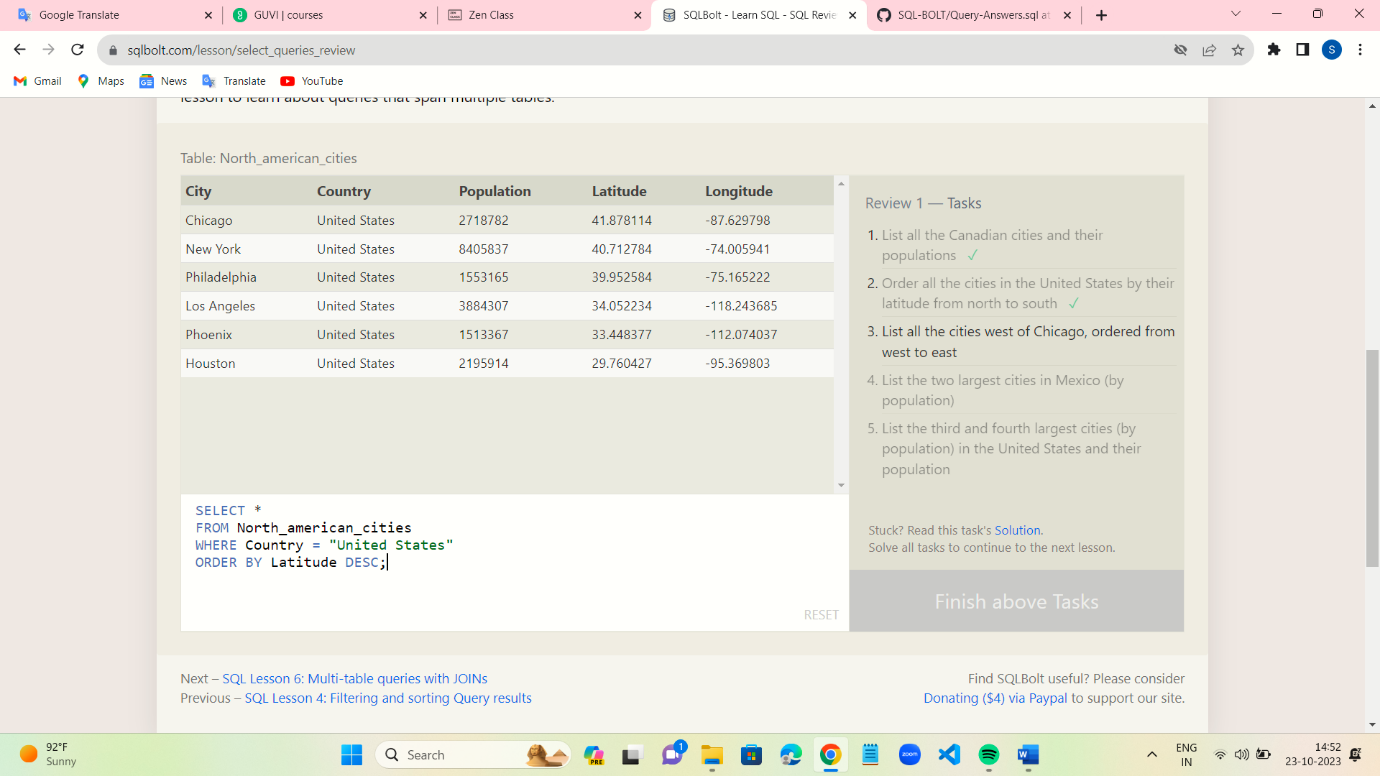 Google Translate
GUVI | courses
Zen Class
SQLBolt - Learn SQL - SQL Revie
SQL-BOLT/Query-Answers.sql at
sqlbolt.com/lesson/select_queries_review
S
Gmail
Maps
News
Translate
YouTube
lesson to learn about queries that span multiple tables.
Table: North_american_cities
City Country Population Latitude Longitude
Chicago United States 2718782 41.878114 -87.629798
New York United States 8405837 40.712784 -74.005941
Philadelphia United States 1553165 39.952584 -75.165222
Los Angeles United States 3884307 34.052234 -118.243685
Phoenix United States 1513367 33.448377 -112.074037
Houston United States 2195914 29.760427 -95.369803
SELECT *
FROM North_american_cities
WHERE Country = "United States"
ORDER BY Latitude DESC;
RESET
Review 1 — Tasks
1. List all the Canadian cities and their
populations ✓
2. Order all the cities in the United States by their
latitude from north to south ✓
3. List all the cities west of Chicago, ordered from
west to east
4. List the two largest cities in Mexico (by
population)
5. List the third and fourth largest cities (by
population) in the United States and their
population
Stuck? Read this task's Solution.
Solve all tasks to continue to the next lesson.
Finish above Tasks
Next – SQL Lesson 6: Multi-table queries with JOINs
Previous – SQL Lesson 4: Filtering and sorting Query results
Find SQLBolt useful? Please consider
Donating ($4) via Paypal to support our site.
92°F
Sunny
Search
PRE
1
zoom
ENG
IN
14:52
23-10-2023